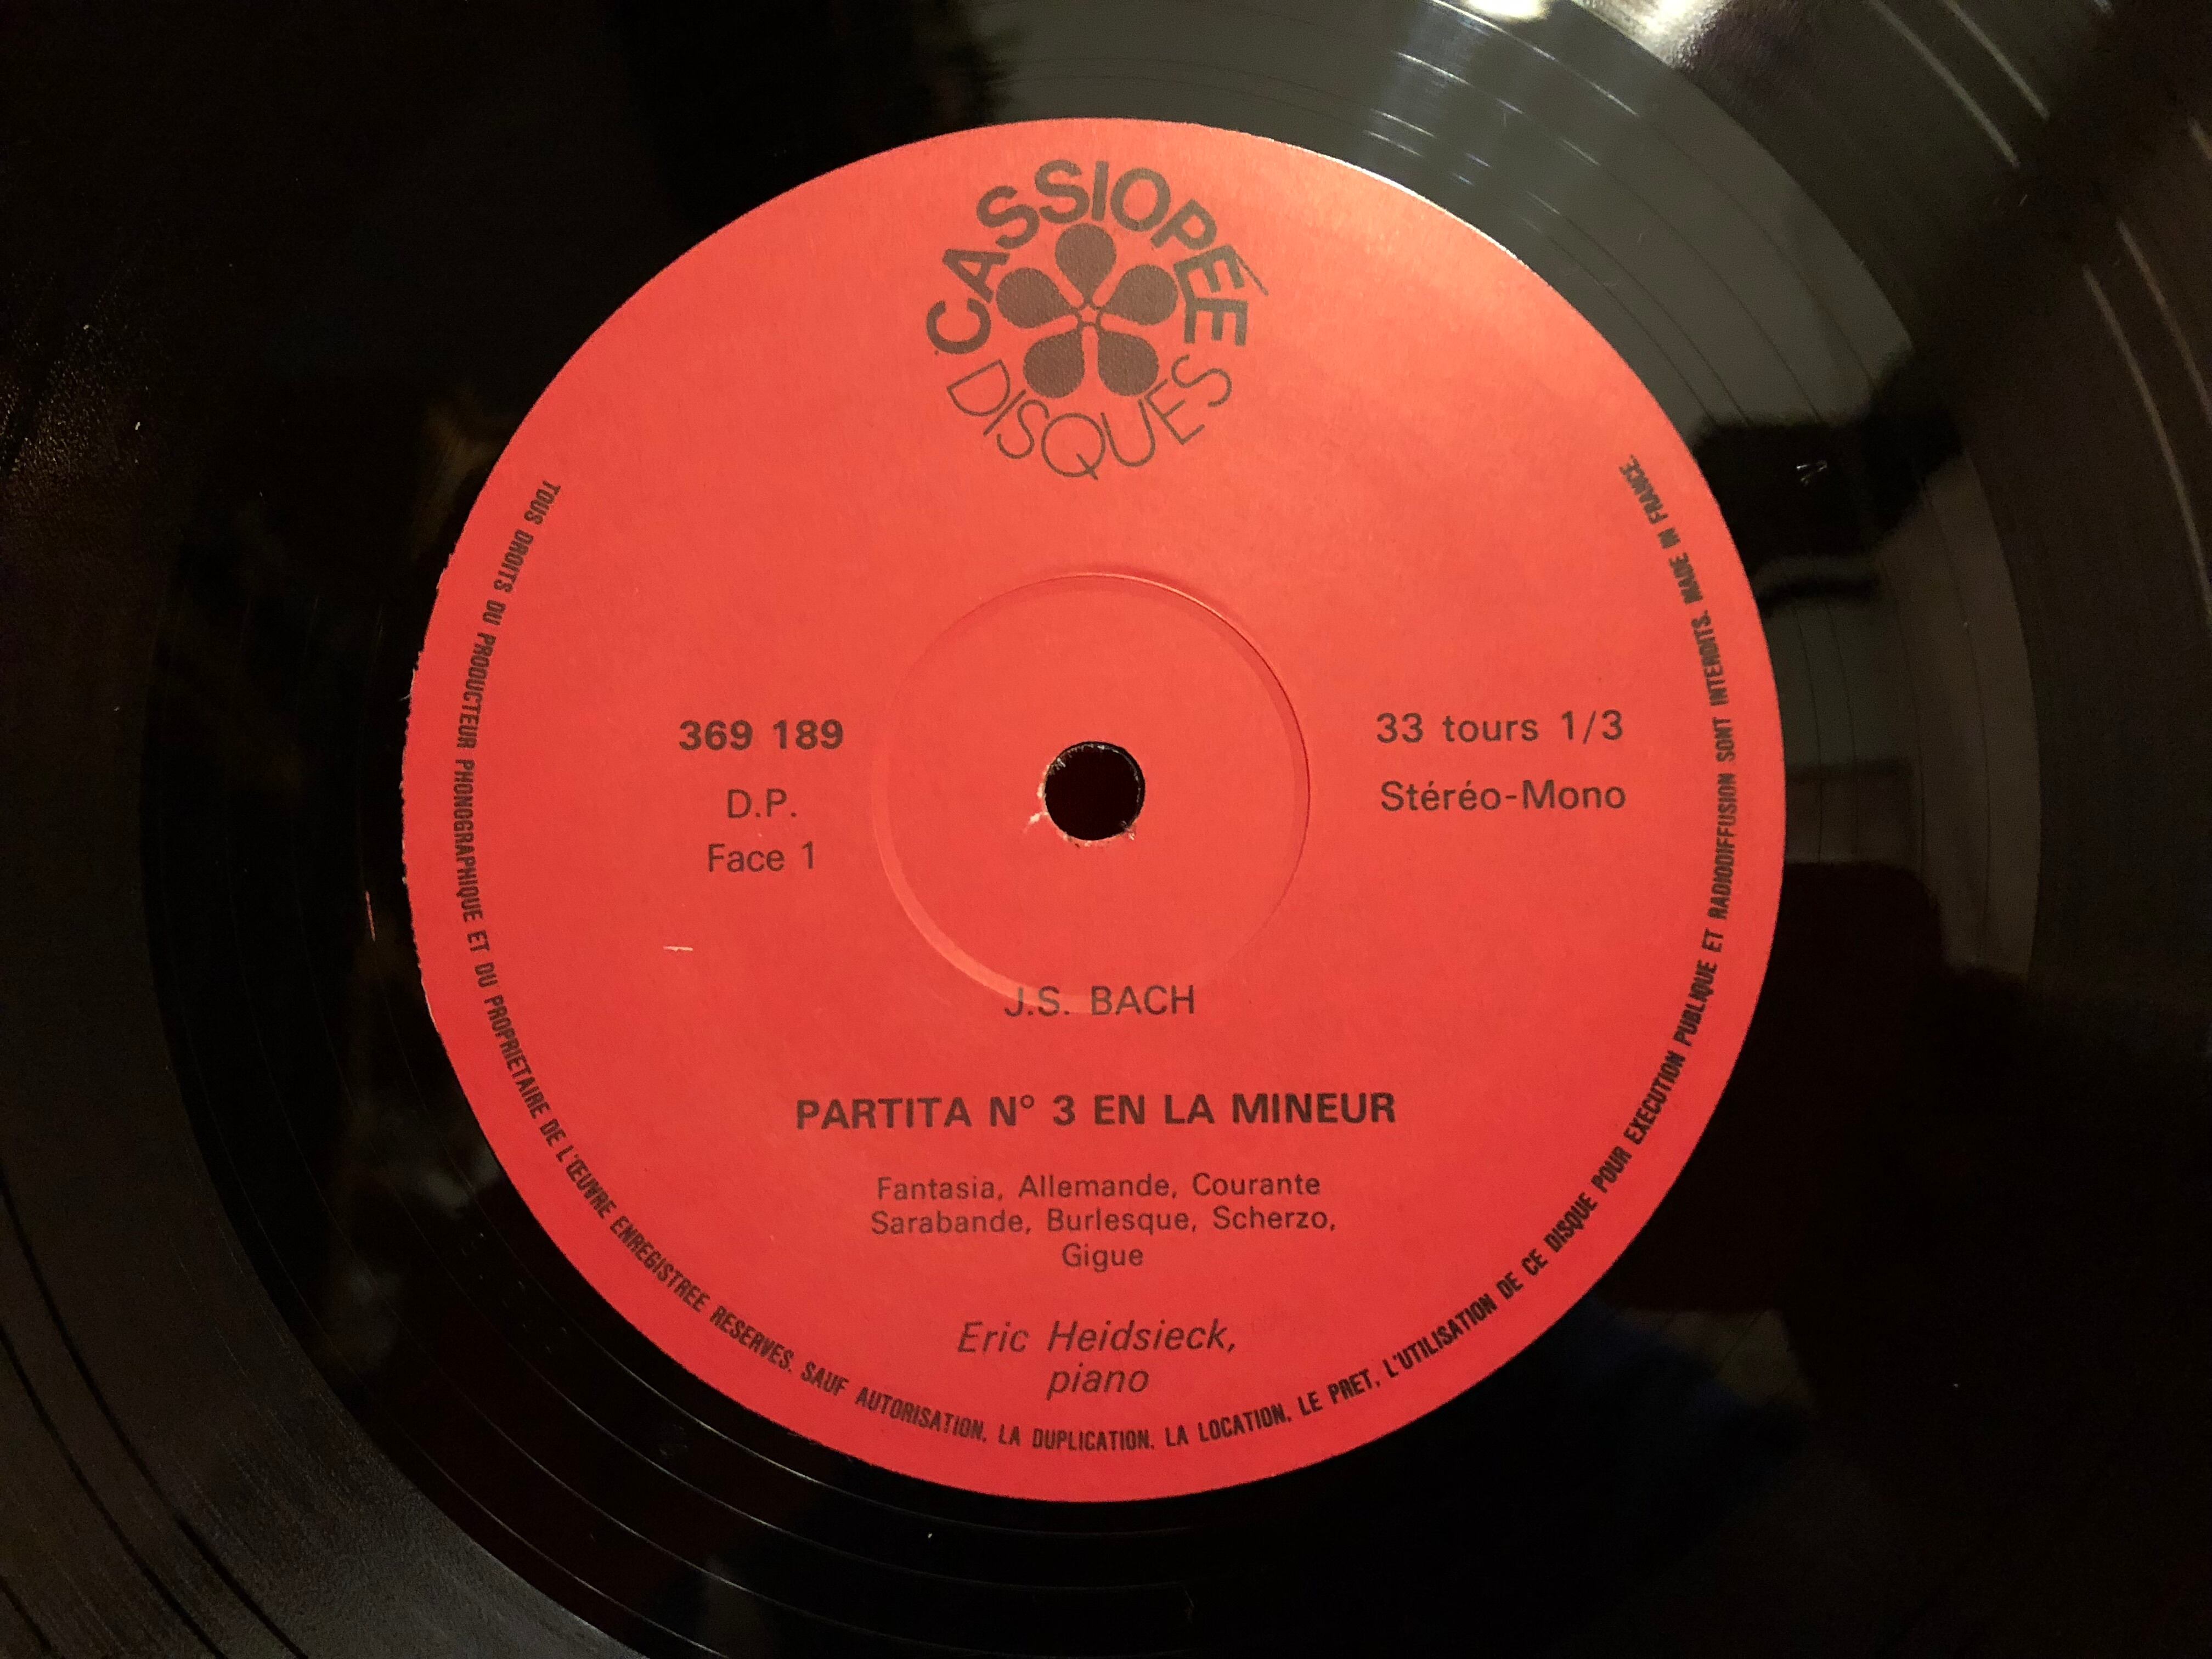 CASSIOPÉE
DISQUES
369 189
D.P.
Face 1
33 tours 1/3
Stéréo-Mono
J.S. BACH
PARTITA N° 3 EN LA MINEUR
Fantasia, Allemande, Courante
Sarabande, Burlesque, Scherzo,
Gigue
Eric Heidsieck,
piano
TOUS DROITS DU PRODUCTEUR PHONOGRAPHIQUE ET DU PROPRIETAIRE DE L'ŒUVRE ENREGISTREE RESERVES. SAUF AUTORISATION, LA DUPLICATION, LA LOCATION, LE PRET, L'UTILISATION DE CE DISQUE POUR EXECUTION PUBLIQUE ET RADIODIFFUSION SONT INTERDITS. MADE IN FRANCE.